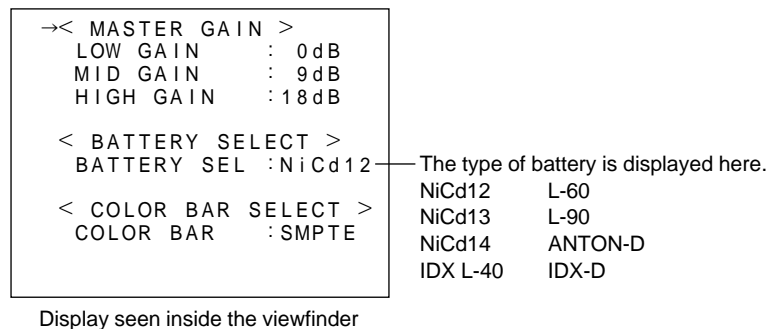 →< MASTER GAIN >
LOW GAIN : 0dB
MID GAIN : 9dB
HIGH GAIN :18dB
< BATTERY SELECT >
BATTERY SEL :NiCd12
The type of battery is displayed here.
NiCd12 L-60
NiCd13 L-90
NiCd14 ANTON-D
IDX L-40 IDX-D
< COLOR BAR SELECT >
COLOR BAR :SMPTE
Display seen inside the viewfinder